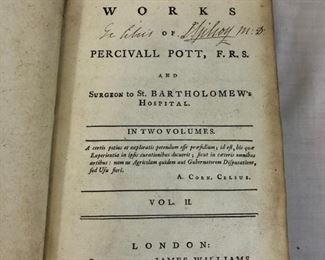 WORKS
Ex libris
M.D.
OF
PERCIVALL POTT, F.R.S.
AND
SURGEON to ST. BARTHOLOMEW's
HOSPITAL.
IN TWO VOLUMES.
A certis potius et exploratis petendum esse præsidium; id est, bis quæ
Experientia in ipsis curationibus docuerit; sicut in cæteris omnibus
artibus: nam ne Agricolam quidem aut Gubernatorem Disputatione,
sed Usu fieri.
A. CORN. CELSUS.
VOL. II.
LONDON:
JAMES WILLIAMS